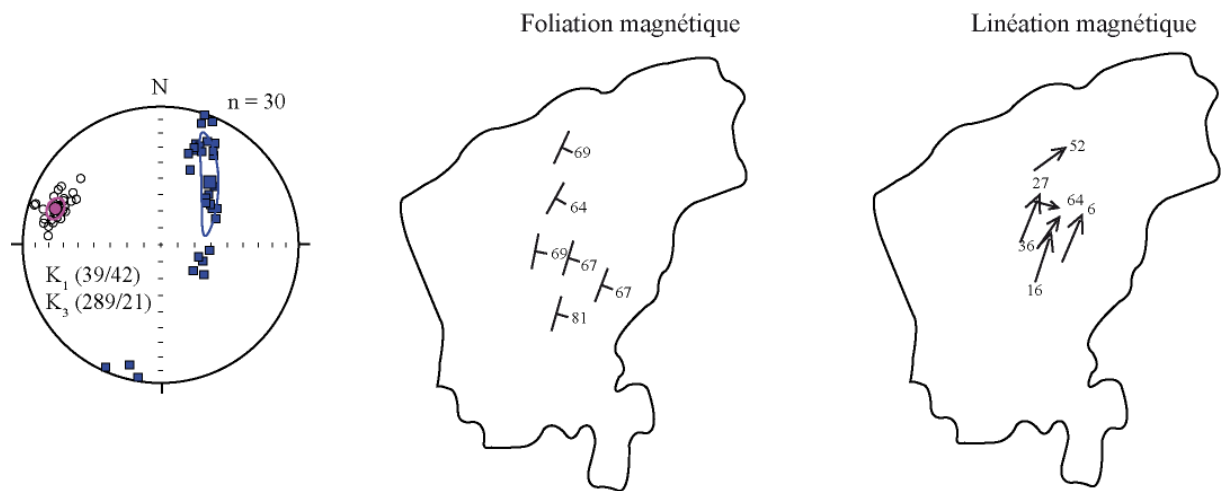 Foliation magnétique
Linéation magnétique
N
n = 30
K1 (39/42)
K3 (289/21)
69
64
69
67
67
81
52
27
64
6
36
16